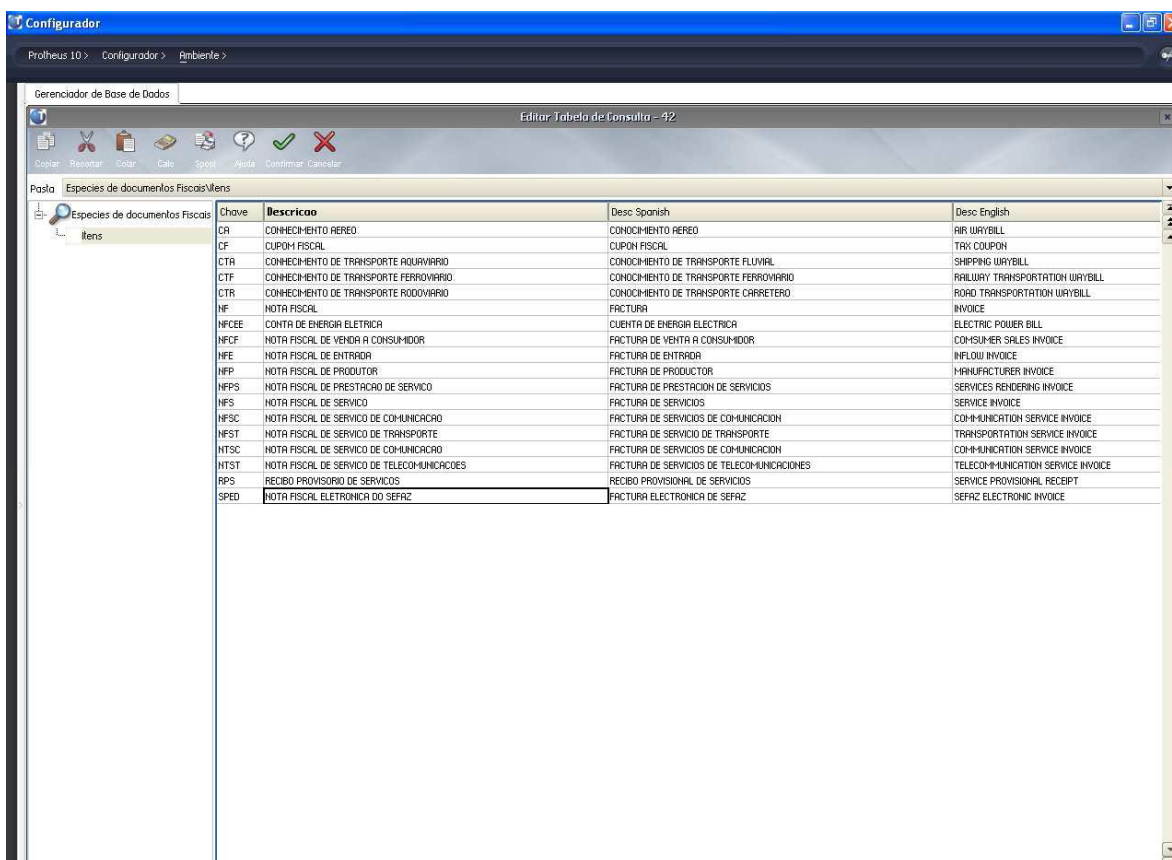 Configurador
Protheus 10 > Configurador > Ambiente >
Gerenciador de Base de Dados
Editar Tabela de Consulta - 42
Copiar Recortar Colar Calc Spool Ajuda Confirmar Cancelar
Pasta Especies de documentos Fiscais\itens
Especies de documentos Fiscais
itens
Chave Descricao Desc Spanish Desc English
CA CONHECIMENTO AEREO CONOCIMIENTO AEREO AIR WAYBILL
CF CUPOM FISCAL CUPON FISCAL TAX COUPON
CTA CONHECIMENTO DE TRANSPORTE AQUAVIARIO CONOCIMIENTO DE TRANSPORTE FLUVIAL SHIPPING WAYBILL
CTF CONHECIMENTO DE TRANSPORTE FERROVIARIO CONOCIMIENTO DE TRANSPORTE FERROVIARIO RAILWAY TRANSPORTATION WAYBILL
CTR CONHECIMENTO DE TRANSPORTE RODOVIARIO CONOCIMIENTO DE TRANSPORTE CARRETERO ROAD TRANSPORTATION WAYBILL
NF NOTA FISCAL FACTURA INVOICE
NFCEE CONTA DE ENERGIA ELETRICA CUENTA DE ENERGIA ELECTRICA ELECTRIC POWER BILL
NFCF NOTA FISCAL DE VENDA A CONSUMIDOR FACTURA DE VENTA A CONSUMIDOR COMSUMER SALES INVOICE
NFE NOTA FISCAL DE ENTRADA FACTURA DE ENTRADA INFLOW INVOICE
NFP NOTA FISCAL DE PRODUTOR FACTURA DE PRODUCTOR MANUFACTURER INVOICE
NFPS NOTA FISCAL DE PRESTACAO DE SERVICO FACTURA DE PRESTACION DE SERVICIOS SERVICES RENDERING INVOICE
NFS NOTA FISCAL DE SERVICO FACTURA DE SERVICIOS SERVICE INVOICE
NFSC NOTA FISCAL DE SERVICO DE COMUNICACAO FACTURA DE SERVICIOS DE COMUNICACION COMMUNICATION SERVICE INVOICE
NFST NOTA FISCAL DE SERVICO DE TRANSPORTE FACTURA DE SERVICIO DE TRANSPORTE TRANSPORTATION SERVICE INVOICE
NTSC NOTA FISCAL DE SERVICO DE COMUNICACAO FACTURA DE SERVICIOS DE COMUNICACION COMMUNICATION SERVICE INVOICE
NTST NOTA FISCAL DE SERVICO DE TELECOMUNICACOES FACTURA DE SERVICIOS DE TELECOMUNICACIONES TELECOMMUNICATION SERVICE INVOICE
RPS RECIBO PROVISORIO DE SERVICOS RECIBO PROVISIONAL DE SERVICIOS SERVICE PROVISIONAL RECEIPT
SPED NOTA FISCAL ELETRONICA DO SEFAZ FACTURA ELECTRONICA DE SEFAZ SEFAZ ELECTRONIC INVOICE